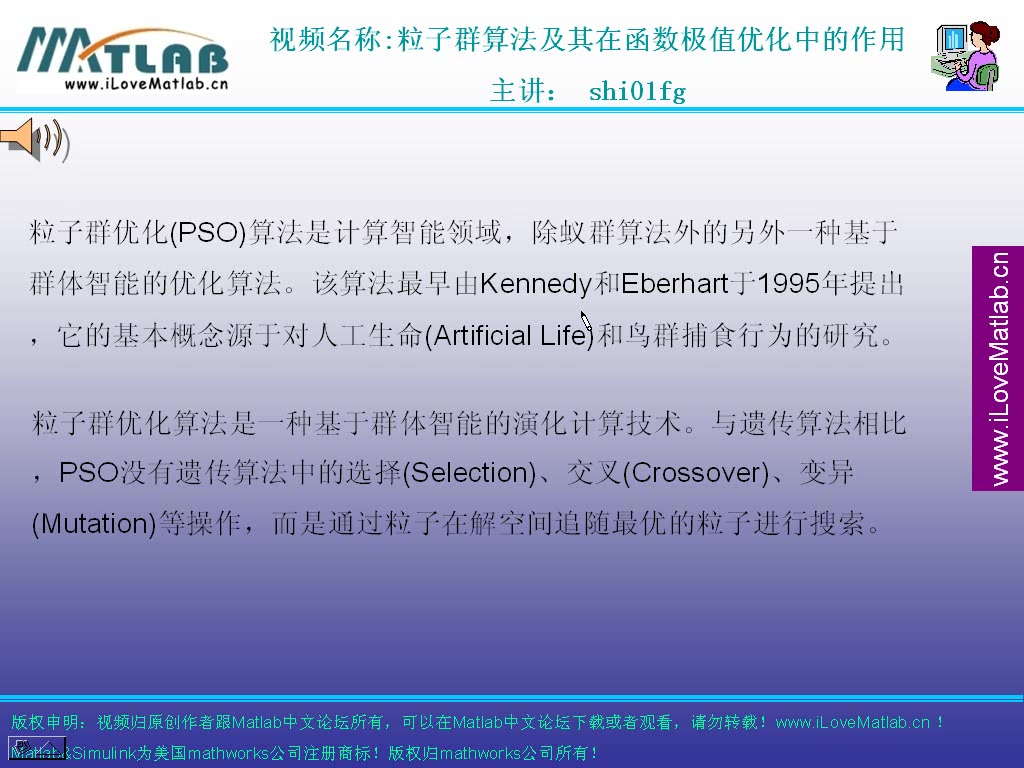 MATLAB
www.iLoveMatlab.cn
视频名称:粒子群算法及其在函数极值优化中的作用
主讲: shi01fg
粒子群优化(PSO)算法是计算智能领域，除蚁群算法外的另外一种基于
群体智能的优化算法。该算法最早由Kennedy和Eberhart于1995年提出
，它的基本概念源于对人工生命(Artificial Life)和鸟群捕食行为的研究。
粒子群优化算法是一种基于群体智能的演化计算技术。与遗传算法相比
，PSO没有遗传算法中的选择(Selection)、交叉(Crossover)、变异
(Mutation)等操作，而是通过粒子在解空间追随最优的粒子进行搜索。
www.iLoveMatlab.cn
版权申明：视频归原创作者跟Matlab中文论坛所有，可以在Matlab中文论坛下载或者观看，请勿转载！www.iLoveMatlab.cn！
Matlab&Simulink为美国mathworks公司注册商标！版权归mathworks公司所有！